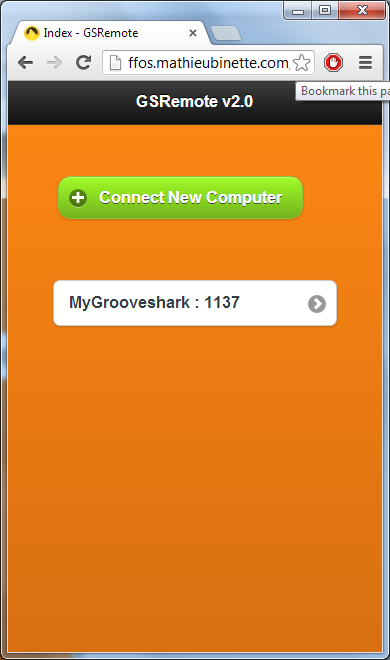 Index - GSRemote
ffos.mathieubinette.com
Bookmark this pa
GSRemote v2.0
Connect New Computer
MyGrooveshark : 1137